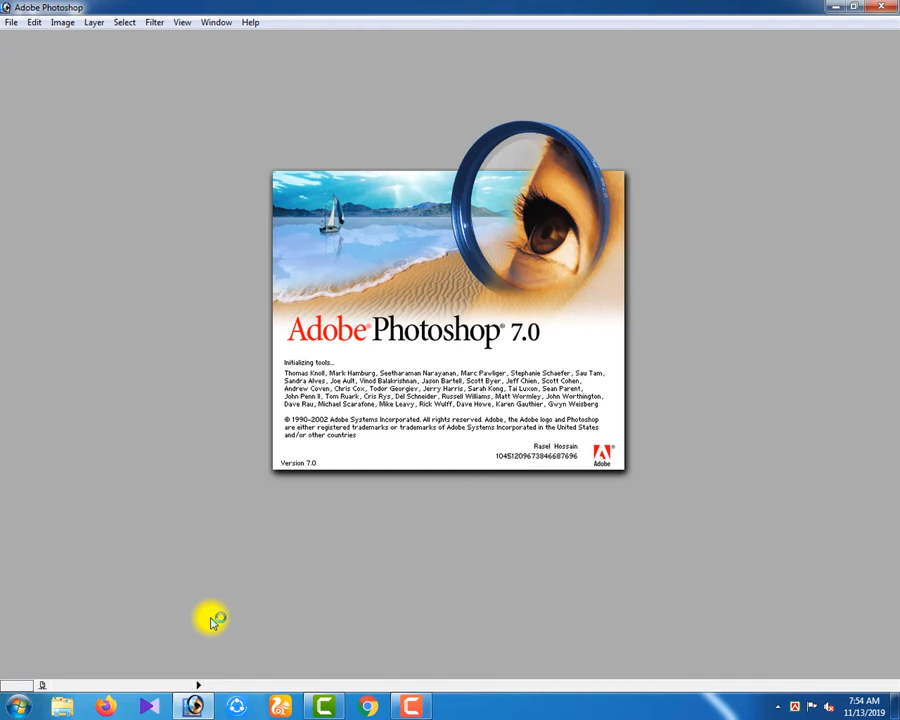 Adobe Photoshop
File Edit Image Layer Select Filter View Window Help
Adobe® Photoshop® 7.0
Initializing tools...
Thomas Knoll, Mark Hamburg, Seetharaman Narayanan, Marc Pawliger, Stephanie Schaefer, Sau Tam,
Sandra Alves, Joe Ault, Vinod Balakrishnan, Jason Bartell, Scott Byer, Jeff Chien, Scott Cohen,
Andrew Coven, Chris Cox, Todor Georgiev, Jerry Harris, Sarah Kong, Tai Luxon, Sean Parent,
John Penn II, Tom Ruark, Cris Rys, Del Schneider, Russell Williams, Matt Wormley, John Worthington,
Dave Rau, Michael Scarafone, Mike Leavy, Rick Wulff, Dave Howe, Karen Gauthier, Gwyn Weisberg
© 1990-2002 Adobe Systems Incorporated. All rights reserved. Adobe, the Adobe logo and Photoshop
are either registered trademarks or trademarks of Adobe Systems Incorporated in the United States
and/or other countries
Rasel Hossain
1045120967384668​7696
Version 7.0
Adobe
7:54 AM
11/13/2019